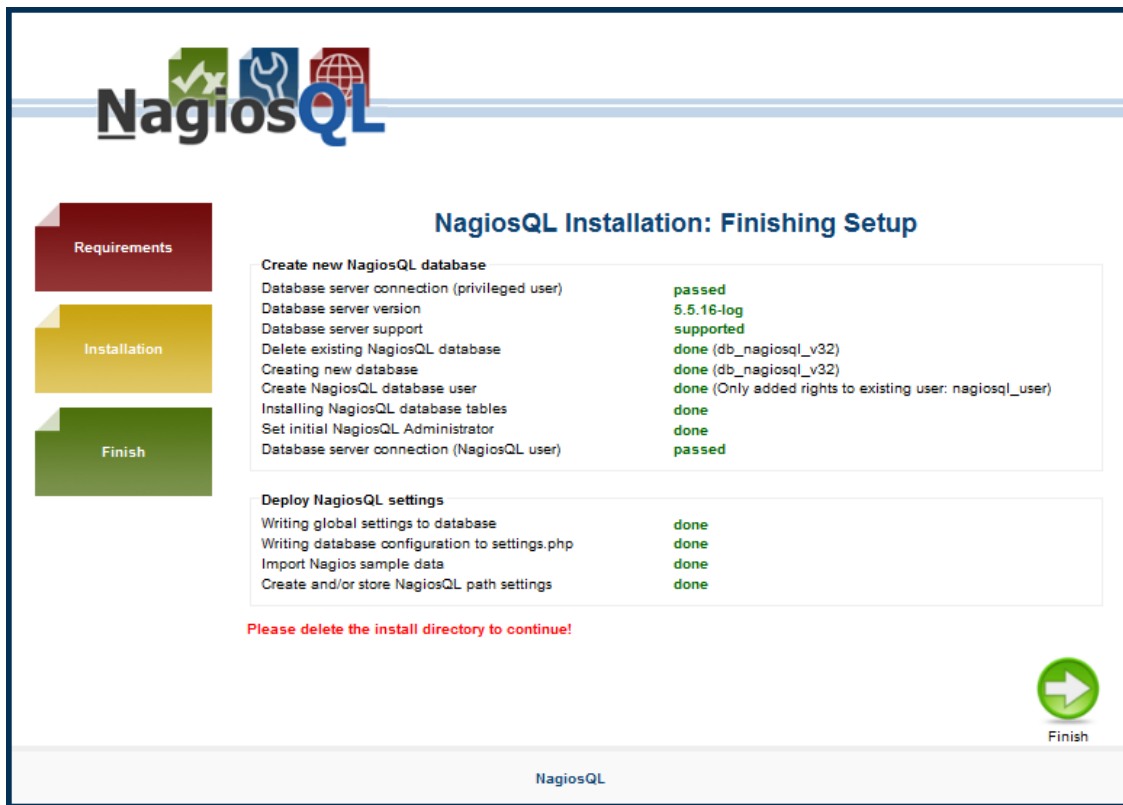 NagiosQL
Requirements
Installation
Finish
NagiosQL Installation: Finishing Setup
Create new NagiosQL database
Database server connection (privileged user) passed
Database server version 5.5.16-log
Database server support supported
Delete existing NagiosQL database done (db_nagiosql_v32)
Creating new database done (db_nagiosql_v32)
Create NagiosQL database user done (Only added rights to existing user: nagiosql_user)
Installing NagiosQL database tables done
Set initial NagiosQL Administrator done
Database server connection (NagiosQL user) passed
Deploy NagiosQL settings
Writing global settings to database done
Writing database configuration to settings.php done
Import Nagios sample data done
Create and/or store NagiosQL path settings done
Please delete the install directory to continue!
Finish
NagiosQL